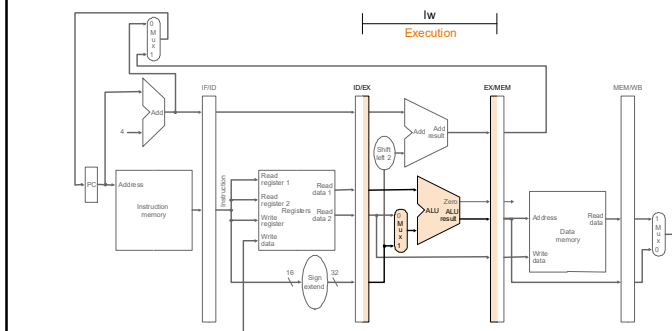 lw
Execution
0
M
u
x
1
IF/ID
ID/EX
EX/MEM
MEM/WB
Add
4
Add
Add
result
Shift
left 2
PC
Address
Instruction
memory
Instruction
Read
register 1
Read
register 2
Write
register
Write
data
Registers
Read
data 1
Read
data 2
0
M
u
x
1
Zero
ALU
ALU
result
Address
Write
data
Data
memory
Read
data
1
M
u
x
0
16
Sign
extend
32